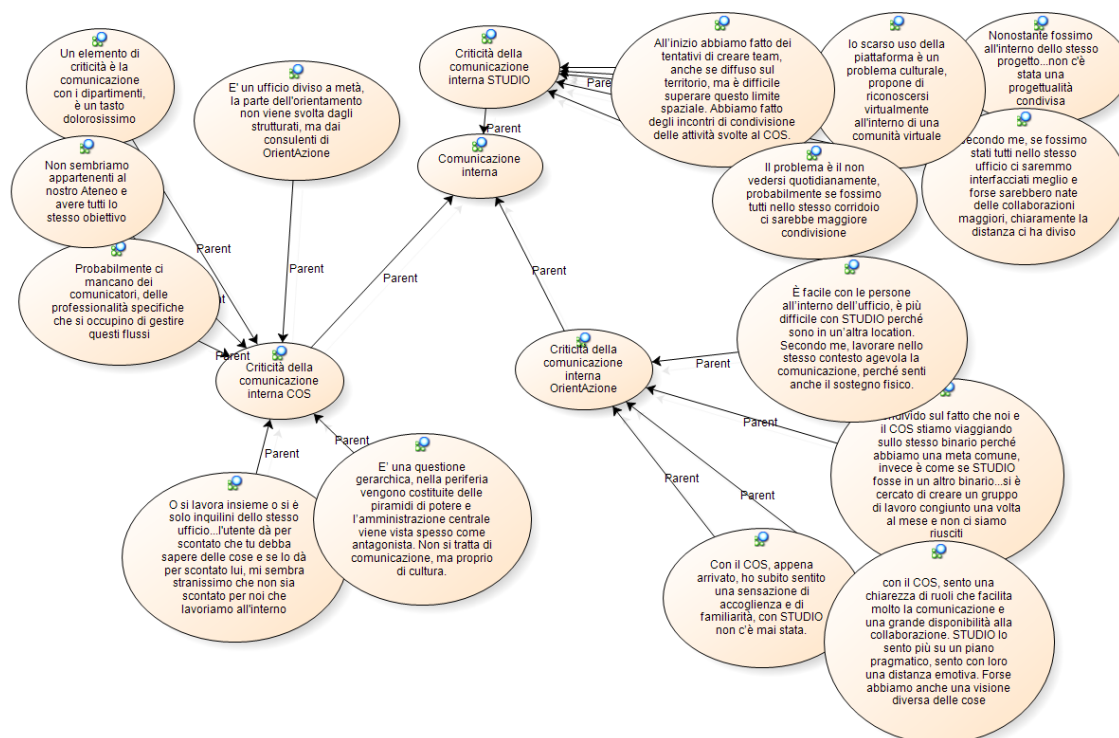 Un elemento di
criticità è la
comunicazione
con i dipartimenti,
è un tasto
dolorosissimo
Non sembriamo
appartenenti al
nostro Ateneo e
avere tutti lo
stesso obiettivo
Probabilmente ci
mancano dei
comunicatori, delle
professionalità specifiche
che si occupino di gestire
questi flussi
E' un ufficio diviso a metà,
la parte dell'orientamento
non viene svolta dagli
strutturati, ma dai
consulenti di
OrientAzione
Criticità della
comunicazione
interna STUDIO
Parent
Parent
Comunicazione
interna
All'inizio abbiamo fatto dei
tentativi di creare team,
anche se diffuso sul
territorio, ma è difficile
superare questo limite
spaziale. Abbiamo fatto
degli incontri di condivisione
delle attività svolte al COS.
lo scarso uso della
piattaforma è un
problema culturale,
propone di
riconoscersi
virtualmente
all'interno di una
comunità virtuale
Nonostante fossimo
all'interno dello stesso
progetto...non c'è
stata una
progettualità
condivisa
Il problema è il non
vedersi quotidianamente,
probabilmente se fossimo
tutti nello stesso corridoio
ci sarebbe maggiore
condivisione
me, se fossimo
stati tutti nello stesso
ufficio ci saremmo
interfacciati meglio e
forse sarebbero nate
delle collaborazioni
maggiori, chiaramente la
distanza ci ha diviso
Parent
Parent
Parent
Parent
Parent
Criticità della
comunicazione
interna COS
Criticità della
comunicazione
interna
OrientAzione
È facile con le persone
all'interno dell'ufficio, è più
difficile con STUDIO perché
sono in un'altra location.
Secondo me, lavorare nello
stesso contesto agevola la
comunicazione, perché senti
anche il sostegno fisico.
Parent
Parent
sul fatto che noi e
il COS stiamo viaggiando
sullo stesso binario perché
abbiamo una meta comune,
invece è come se STUDIO
fosse in un altro binario...si è
cercato di creare un gruppo
di lavoro congiunto una volta
al mese e non ci siamo
riusciti
Parent
Parent
O si lavora insieme o si è
solo inquilini dello stesso
ufficio...l'utente dà per
scontato che tu debba
sapere delle cose e se lo dà
per scontato lui, mi sembra
stranissimo che non sia
scontato per noi che
lavoriamo all'interno
E' una questione
gerarchica, nella periferia
vengono costituite delle
piramidi di potere e
l'amministrazione centrale
viene vista spesso come
antagonista. Non si tratta di
comunicazione, ma proprio
di cultura.
Parent
Parent
Con il COS, appena
arrivato, ho subito sentito
una sensazione di
accoglienza e di
familiarità, con STUDIO
non c'è mai stata.
con il COS, sento una
chiarezza di ruoli che facilita
molto la comunicazione e
una grande disponibilità alla
collaborazione. STUDIO lo
sento più su un piano
pragmatico, sento con loro
una distanza emotiva. Forse
abbiamo anche una visione
diversa delle cose